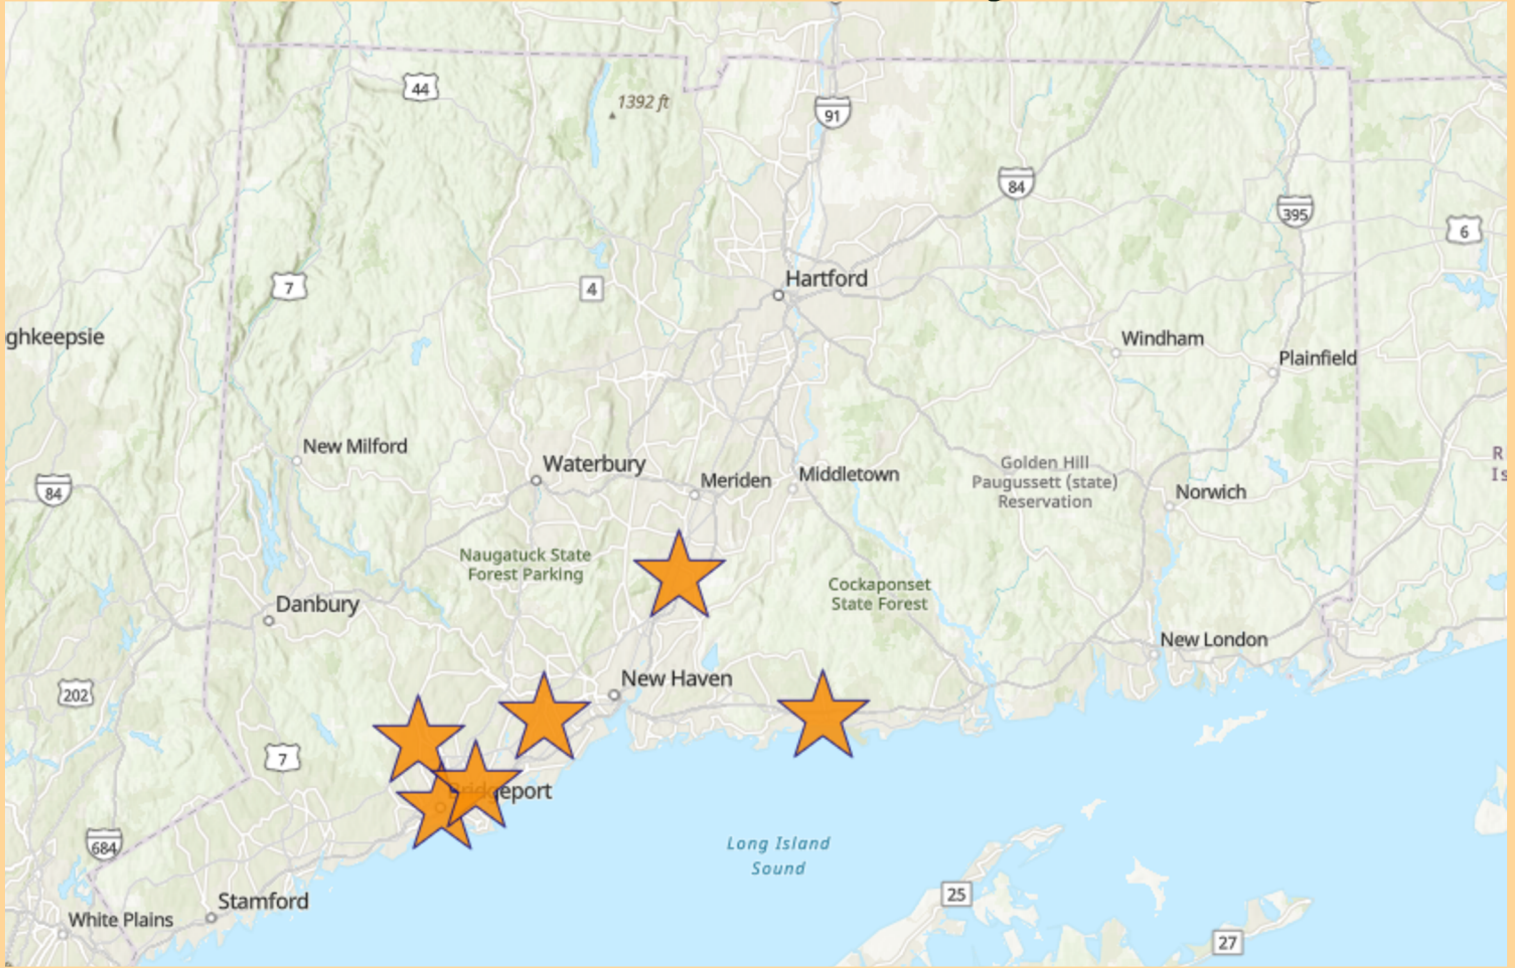 44
1392 ft
91
84
395
6
7
4
Hartford
ghkeepsie
Windham
Plainfield
New Milford
Waterbury
Meriden
Middletown
Golden Hill
Paugussett (state)
Reservation
R
Is
84
Norwich
Naugatuck State
Forest Parking
Cockaponset
State Forest
Danbury
New London
202
New Haven
7
Bridgeport
684
Long Island
Sound
Stamford
25
White Plains
27